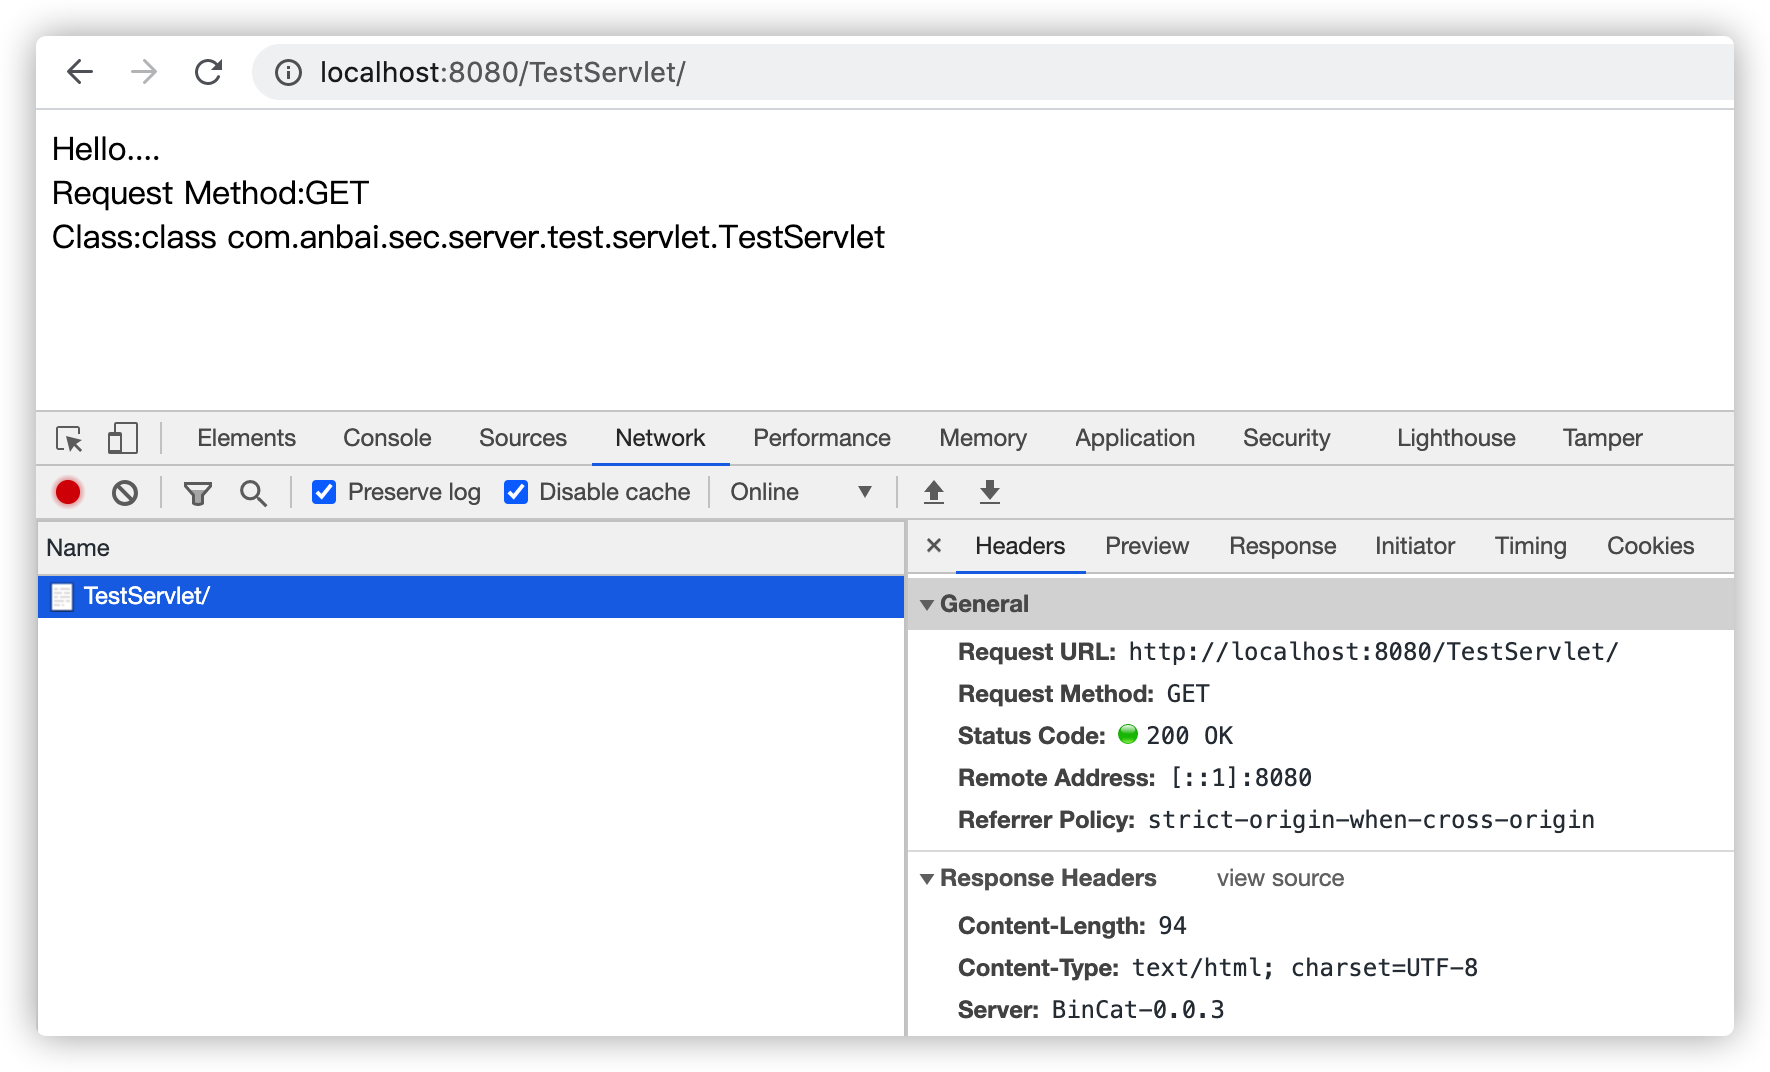 localhost:8080/TestServlet/
Hello....
Request Method:GET
Class:class com.anbai.sec.server.test.servlet.TestServlet
Elements Console Sources Network Performance Memory Application Security Lighthouse Tamper
Preserve log Disable cache Online
Name
TestServlet/
Headers Preview Response Initiator Timing Cookies
General
Request URL: http://localhost:8080/TestServlet/
Request Method: GET
Status Code: 200 OK
Remote Address: [::1]:8080
Referrer Policy: strict-origin-when-cross-origin
Response Headers view source
Content-Length: 94
Content-Type: text/html; charset=UTF-8
Server: BinCat-0.0.3